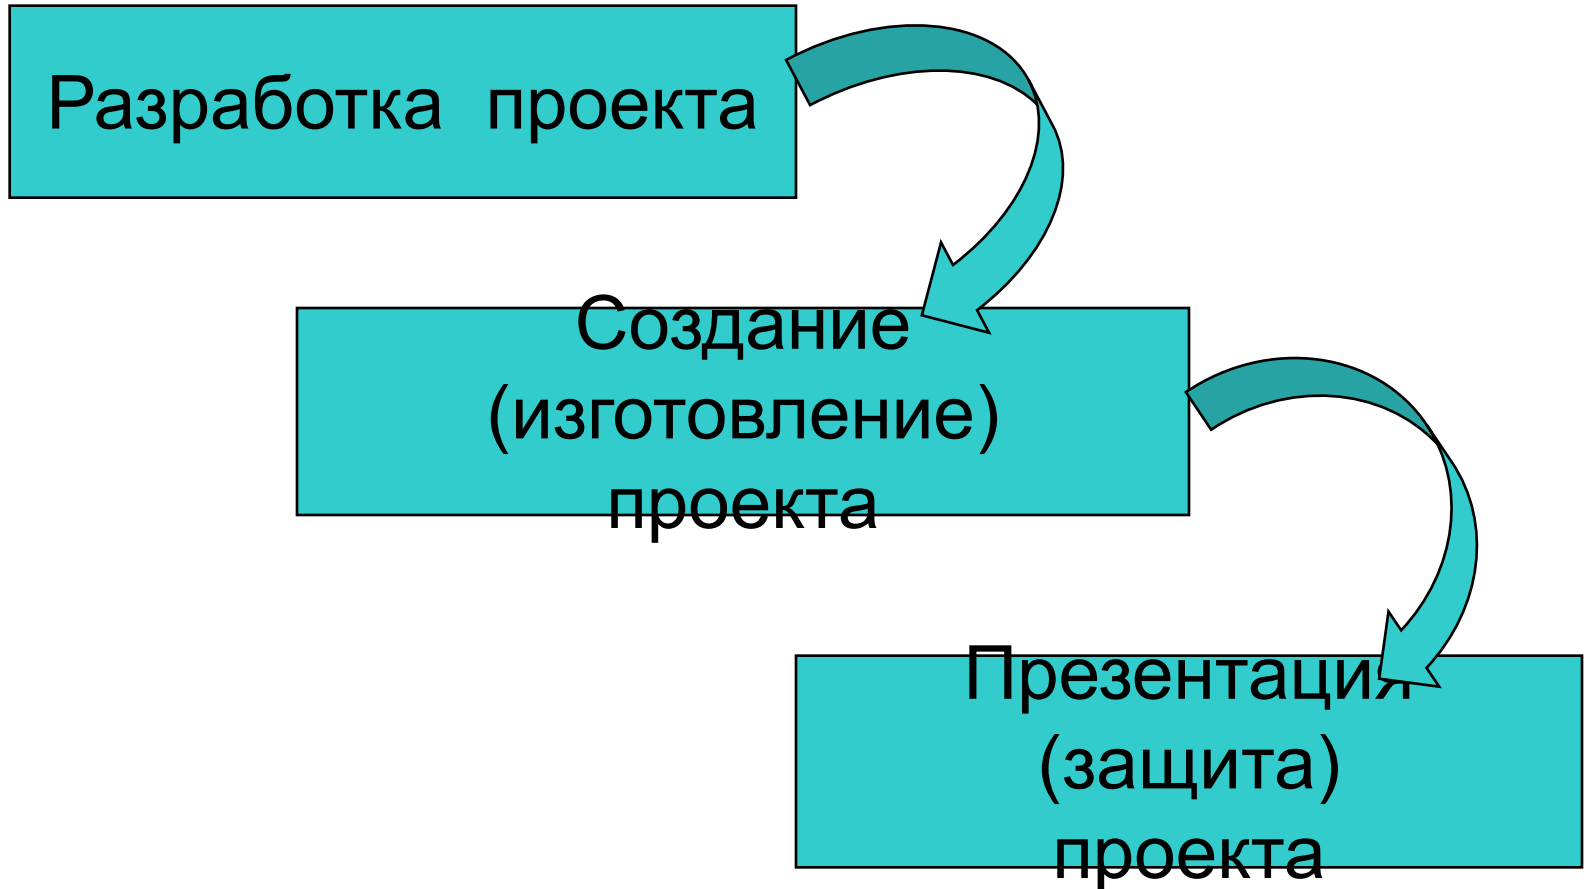 Разработка проекта
Создание
(изготовление)
проекта
Презентация
(защита)
проекта